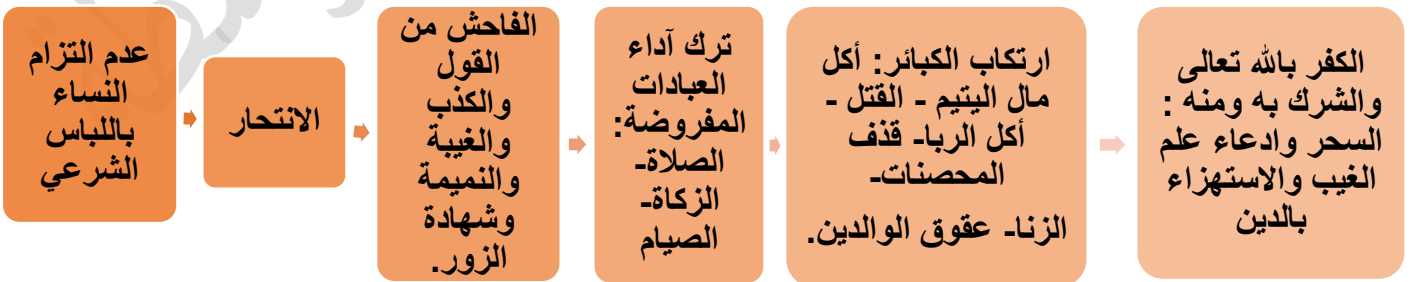 الكفر بالله تعالى
والشرك به ومنه :
السحر وادعاء علم
الغيب والاستهزاء
بالدين
ارتكاب الكبائر: أكل
مال اليتيم - القتل -
أكل الربا- قذف
المحصنات-
الزنا- عقوق الوالدين.
ترك آداء
العبادات
المفروضة:
الصلاة-
الزكاة-
الصيام
الفاحش من
القول
والكذب
والغيبة
والنميمة
وشهادة
الزور.
الانتحار
عدم التزام
النساء
باللباس
الشرعي